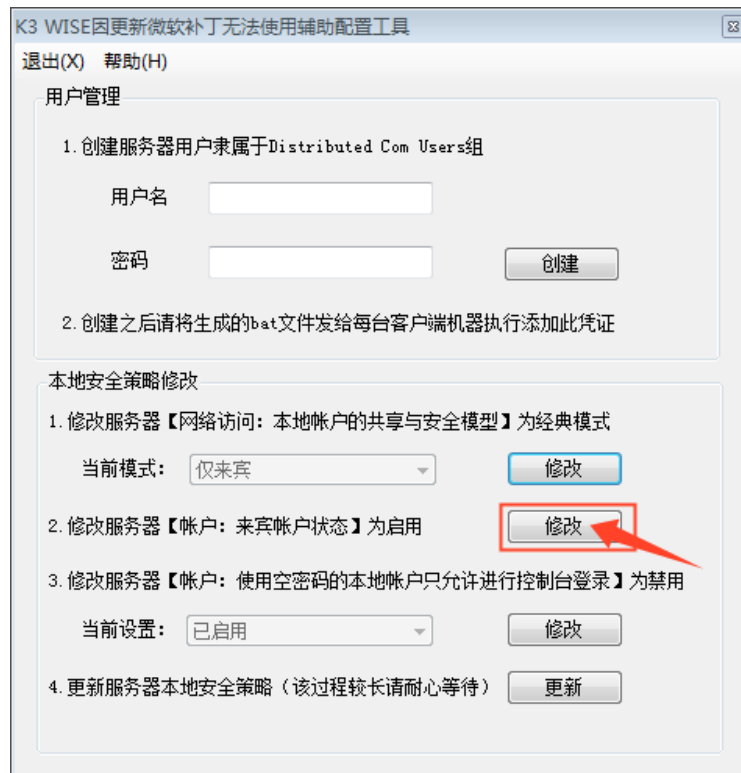 K3 WISE因更新微软补丁无法使用辅助配置工具
退出(X) 帮助(H)
用户管理
1.创建服务器用户隶属于Distributed Com Users组
用户名
密码
创建
2.创建之后请将生成的bat文件发给每台客户端机器执行添加此凭证
本地安全策略修改
1.修改服务器【网络访问：本地帐户的共享与安全模型】为经典模式
当前模式： 仅来宾 修改
2.修改服务器【帐户：来宾帐户状态】为启用 修改
3.修改服务器【帐户：使用空密码的本地帐户只允许进行控制台登录】为禁用
当前设置： 已启用 修改
4.更新服务器本地安全策略（该过程较长请耐心等待） 更新